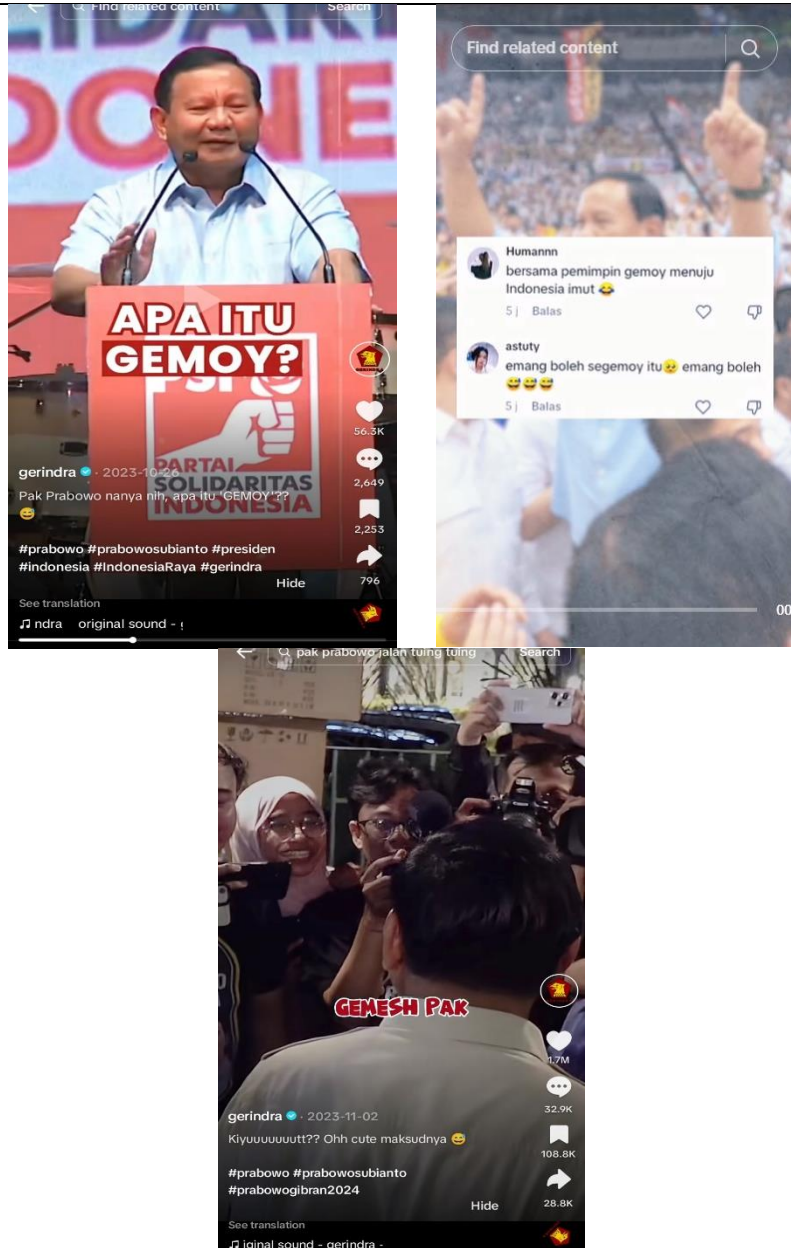 Find related content
Search
SOLIDARI
DONE
APA ITU
GEMOY?
PSI
PARTAI
SOLIDARITAS
INDONESIA
GERINDRA
56.3K
2,649
2,253
796
gerindra · 2023-10-26
Pak Prabowo nanya nih, apa itu 'GEMOY'??
😅
#prabowo #prabowosubianto #presiden
#indonesia #IndonesiaRaya #gerindra
Hide
See translation
♫ ndra original sound - g
Find related content
Humannn
bersama pemimpin gemoy menuju
Indonesia imut 😂
5 j Balas
astuty
emang boleh segemoy itu🥺 emang boleh
😅😅😅
5 j Balas
00
pak prabowo jalan tuing tuing
Search
GEMESH PAK
1.7M
32.9K
108.8K
28.8K
gerindra · 2023-11-02
Kiyuuuuuuutt?? Ohh cute maksudnya 😅
#prabowo #prabowosubianto
#prabowogibran2024
Hide
See translation
♫ iginal sound - gerindra -